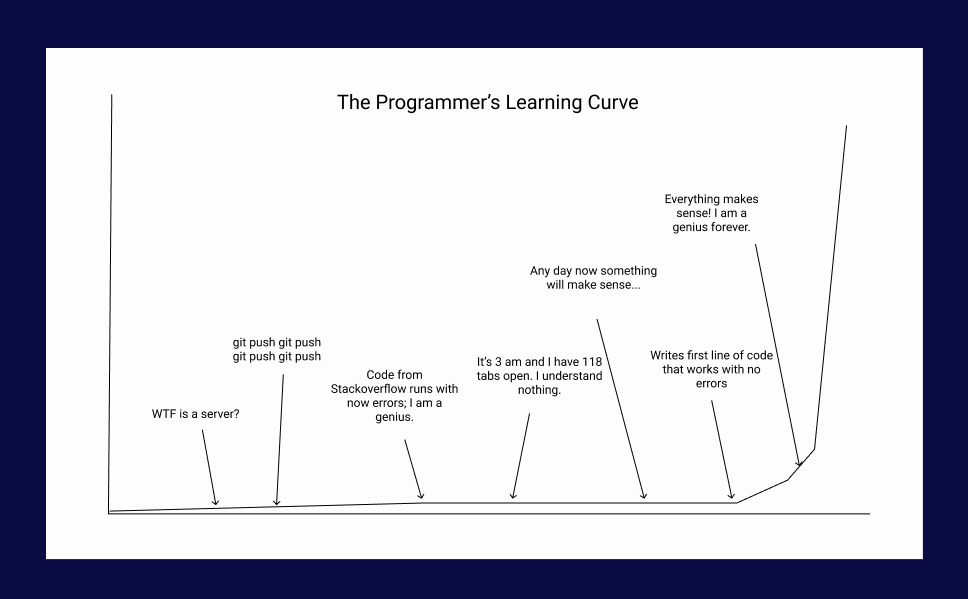 The Programmer’s Learning Curve
WTF is a server?
git push git push
git push git push
Code from
Stackoverflow runs with
now errors; I am a
genius.
It’s 3 am and I have 118
tabs open. I understand
nothing.
Any day now something
will make sense...
Writes first line of code
that works with no
errors
Everything makes
sense! I am a
genius forever.